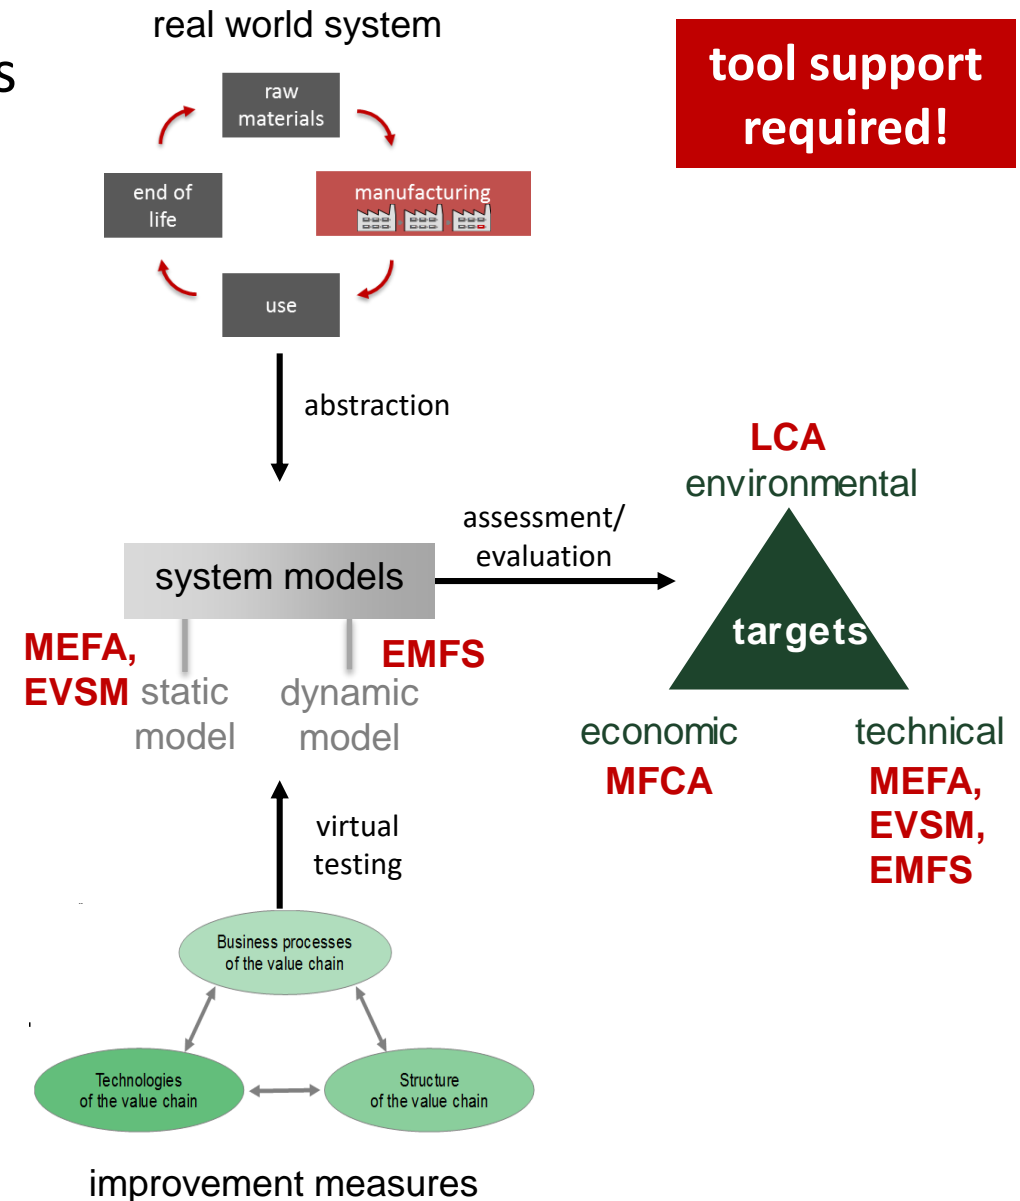 real world system
s
tool support
required!
raw
materials
end of
life
manufacturing
use
abstraction
LCA
environmental
assessment/
evaluation
system models
targets
MEFA,
EVSM
static
model
EMFS
dynamic
model
economic
MFCA
technical
MEFA,
EVSM,
EMFS
virtual
testing
Business processes
of the value chain
Technologies
of the value chain
Structure
of the value chain
improvement measures